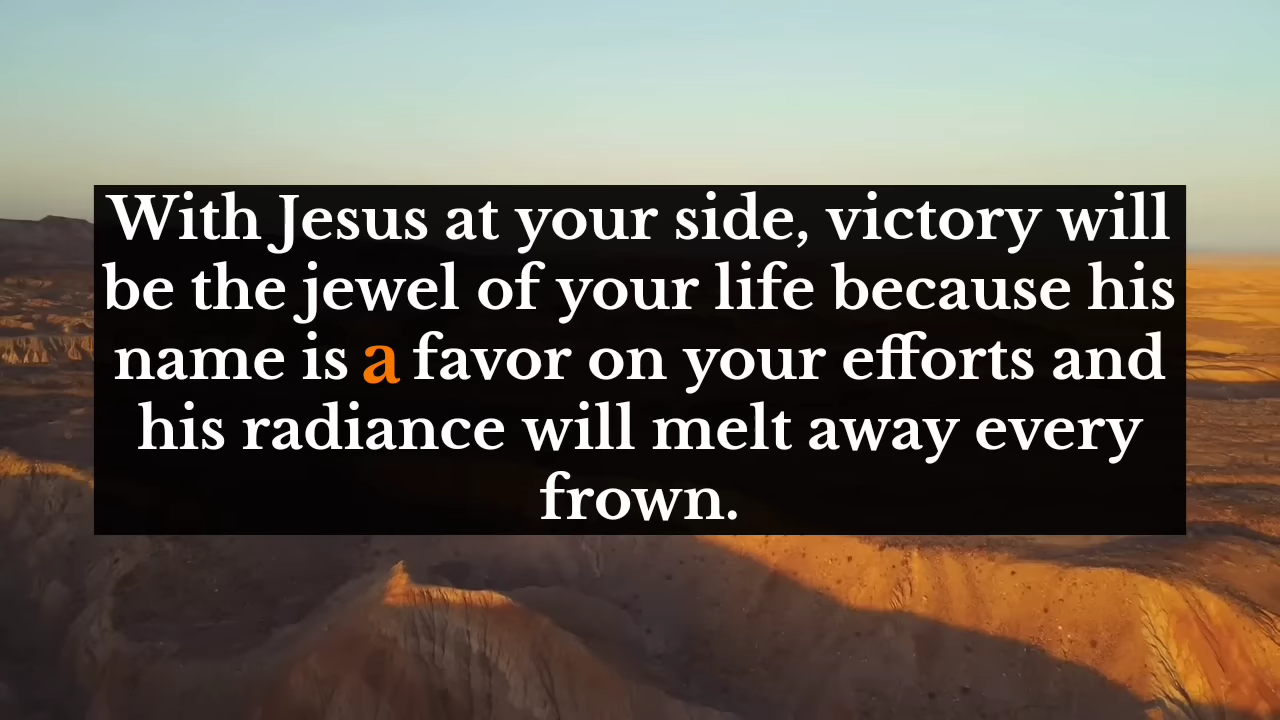 With Jesus at your side, victory will
be the jewel of your life because his
name is a favor on your efforts and
his radiance will melt away every
frown.